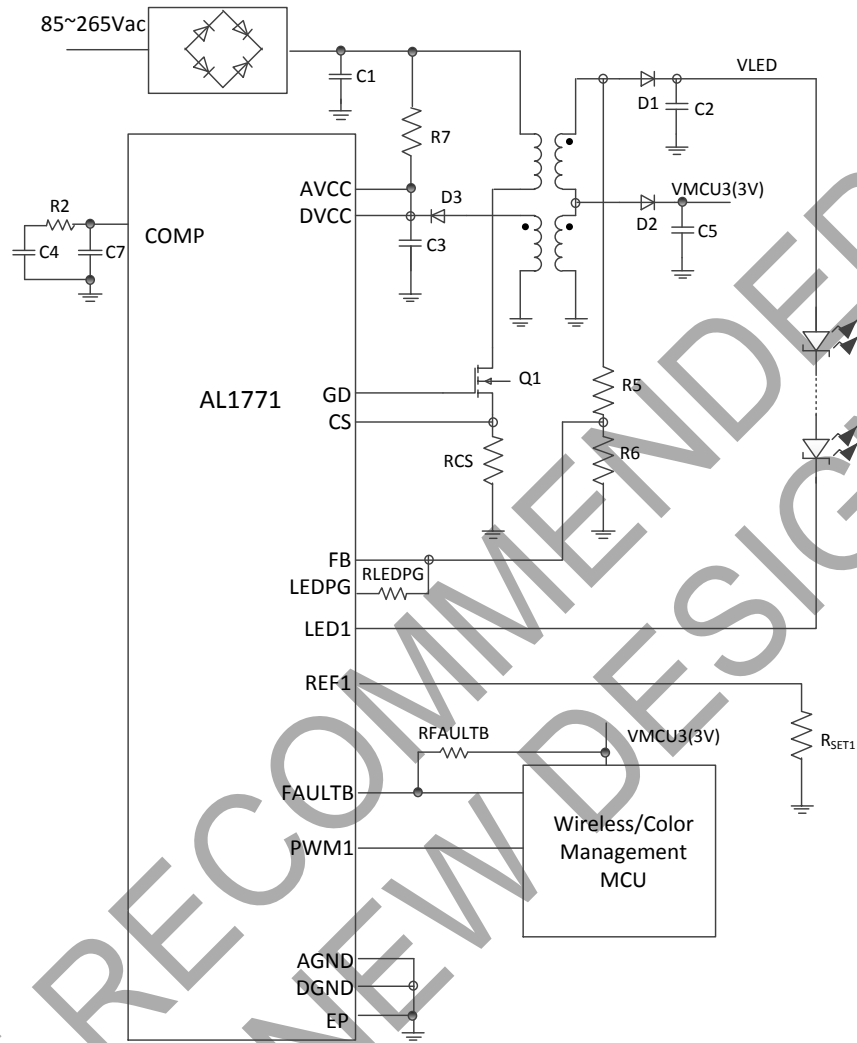 85~265Vac
C1
R7
D1
C2
VLED
AVCC
DVCC
D3
C3
VMCU3(3V)
D2
C5
R2
C4
C7
COMP
AL1771
GD
CS
Q1
RCS
R5
R6
FB
RLEDPG
LEDPG
LED1
REF1
RFAULTB
VMCU3(3V)
RSET1
FAULTB
PWM1
Wireless/Color
Management
MCU
AGND
DGND
EP
RECOMMENDED
NEW DESIG